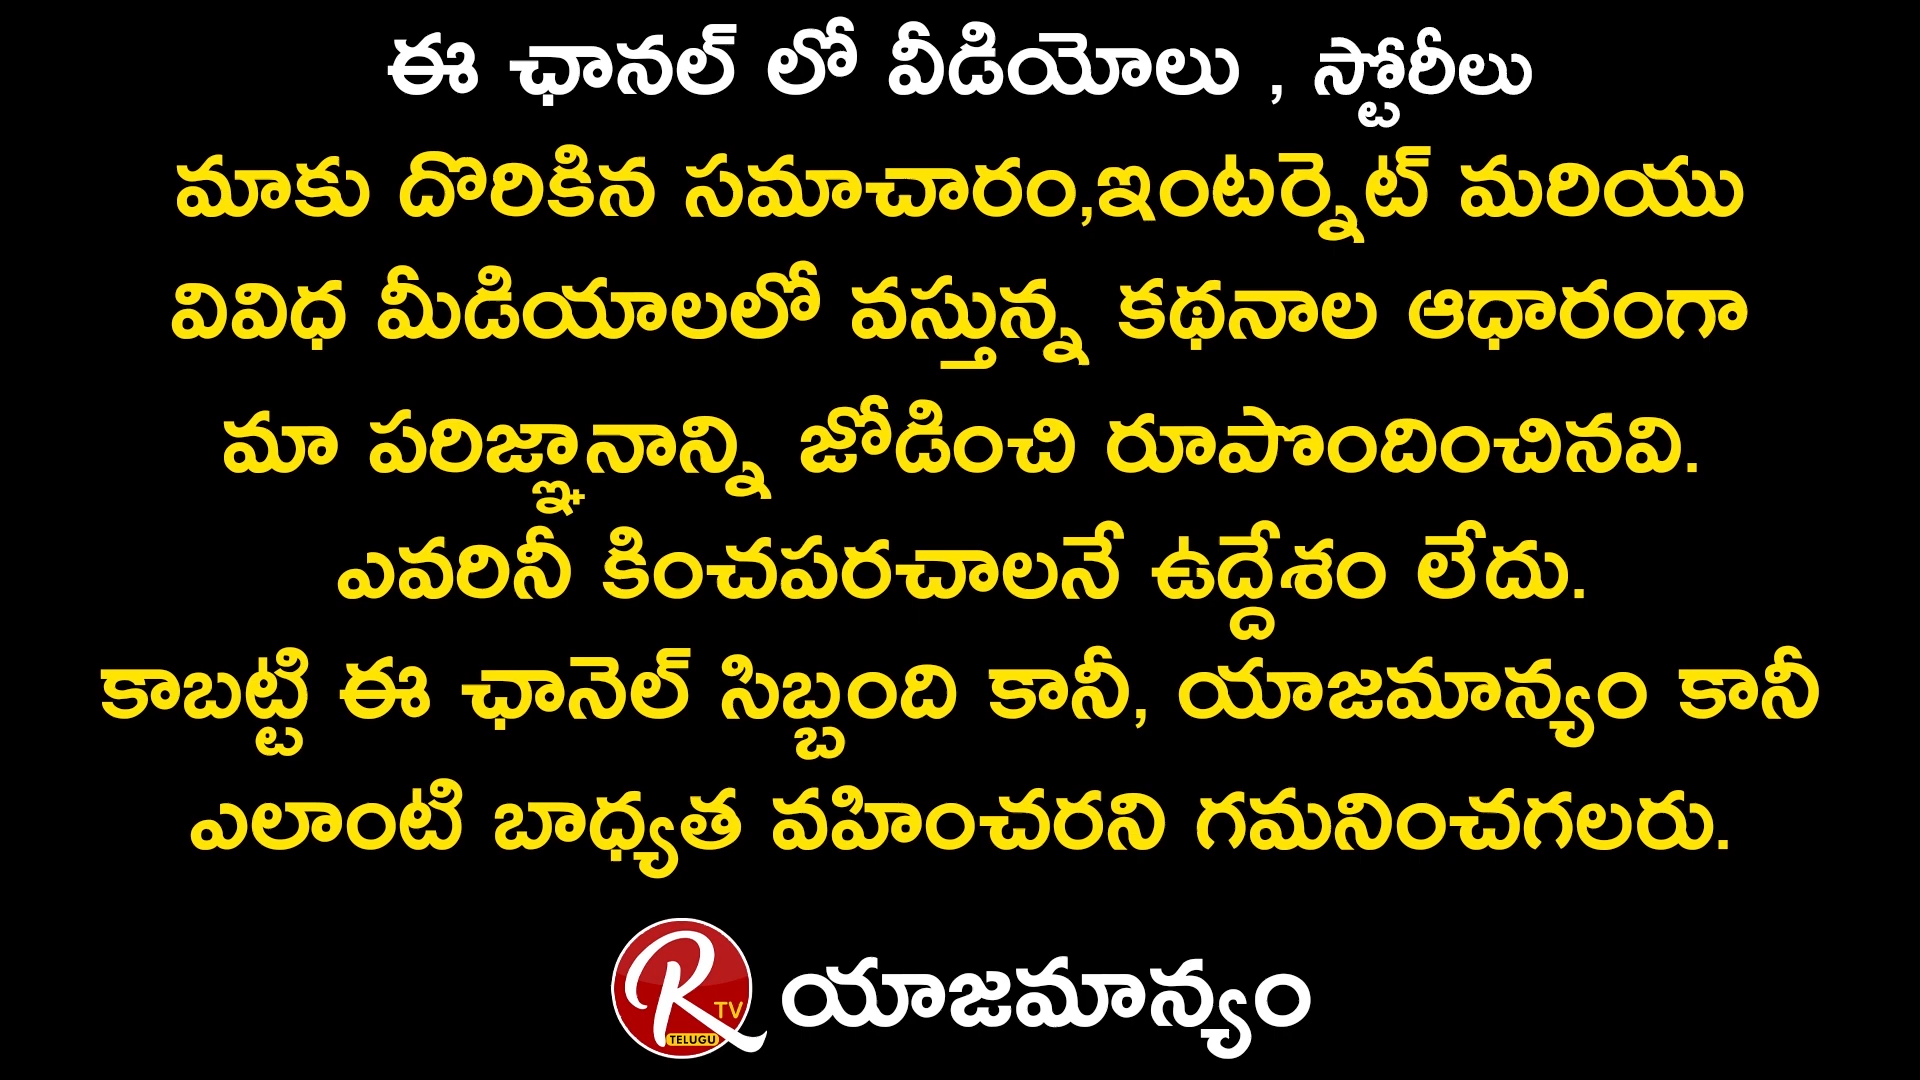 ఈ ఛానల్ లో వీడియోలు , స్టోరీలు
మాకు దొరికిన సమాచారం,ఇంటర్నెట్ మరియు
వివిధ మీడియాలలో వస్తున్న కథనాల ఆధారంగా
మా పరిజ్ఞానాన్ని జోడించి రూపొందించినవి.
ఎవరినీ కించపరచాలనే ఉద్దేశం లేదు.
కాబట్టి ఈ ఛానెల్ సిబ్బంది కానీ, యాజమాన్యం కానీ
ఎలాంటి బాధ్యత వహించరని గమనించగలరు.
R TV TELUGU యాజమాన్యం